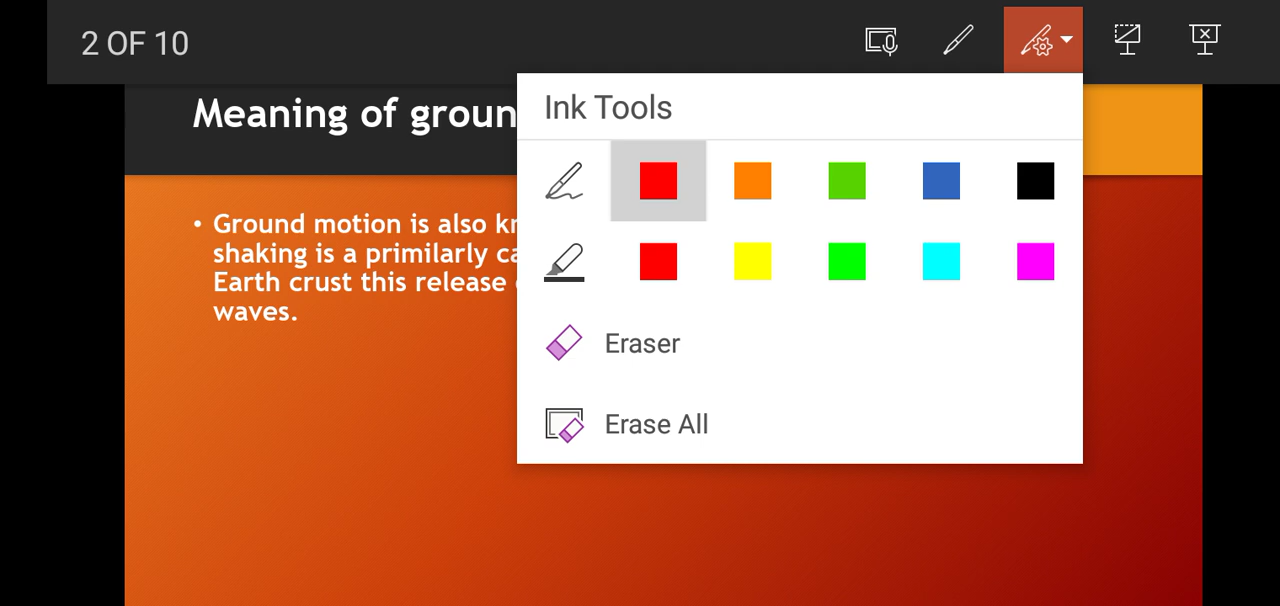 2 OF 10
Meaning of groun
Ink Tools
• Ground motion is also kr
shaking is a primilarly ca
Earth crust this release
waves.
Eraser
Erase All